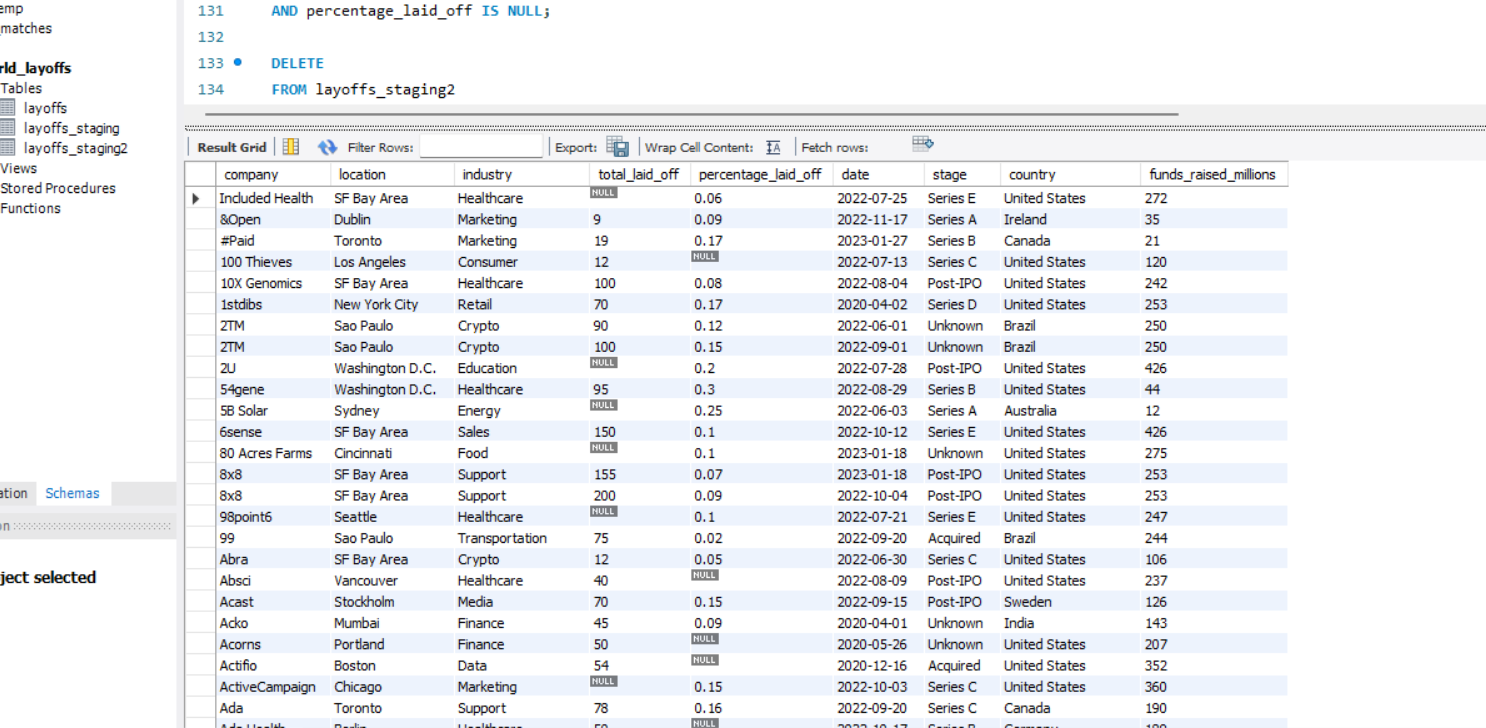 emp
_matches
rld_layoffs
Tables
layoffs
layoffs_staging
layoffs_staging2
Views
Stored Procedures
Functions
ation Schemas
on
ject selected
131 AND percentage_laid_off IS NULL;
132
133 DELETE
134 FROM layoffs_staging2
Result Grid Filter Rows: Export: Wrap Cell Content: Fetch rows:
company location industry total_laid_off percentage_laid_off date stage country funds_raised_millions
Included Health SF Bay Area Healthcare NULL 0.06 2022-07-25 Series E United States 272
&Open Dublin Marketing 9 0.09 2022-11-17 Series A Ireland 35
#Paid Toronto Marketing 19 0.17 2023-01-27 Series B Canada 21
100 Thieves Los Angeles Consumer 12 NULL 2022-07-13 Series C United States 120
10X Genomics SF Bay Area Healthcare 100 0.08 2022-08-04 Post-IPO United States 242
1stdibs New York City Retail 70 0.17 2020-04-02 Series D United States 253
2TM Sao Paulo Crypto 90 0.12 2022-06-01 Unknown Brazil 250
2TM Sao Paulo Crypto 100 0.15 2022-09-01 Unknown Brazil 250
2U Washington D.C. Education NULL 0.2 2022-07-28 Post-IPO United States 426
54gene Washington D.C. Healthcare 95 0.3 2022-08-29 Series B United States 44
5B Solar Sydney Energy NULL 0.25 2022-06-03 Series A Australia 12
6sense SF Bay Area Sales 150 0.1 2022-10-12 Series E United States 426
80 Acres Farms Cincinnati Food NULL 0.1 2023-01-18 Unknown United States 275
8x8 SF Bay Area Support 155 0.07 2023-01-18 Post-IPO United States 253
8x8 SF Bay Area Support 200 0.09 2022-10-04 Post-IPO United States 253
98point6 Seattle Healthcare NULL 0.1 2022-07-21 Series E United States 247
99 Sao Paulo Transportation 75 0.02 2022-09-20 Acquired Brazil 244
Abra SF Bay Area Crypto 12 0.05 2022-06-30 Series C United States 106
Absci Vancouver Healthcare 40 NULL 2022-08-09 Post-IPO United States 237
Acast Stockholm Media 70 0.15 2022-09-15 Post-IPO Sweden 126
Acko Mumbai Finance 45 0.09 2020-04-01 Unknown India 143
Acorns Portland Finance 50 NULL 2020-05-26 Unknown United States 207
Actifio Boston Data 54 NULL 2020-12-16 Acquired United States 352
ActiveCampaign Chicago Marketing NULL 0.15 2022-10-03 Series C United States 360
Ada Toronto Support 78 0.16 2022-09-20 Series C Canada 190
NULL